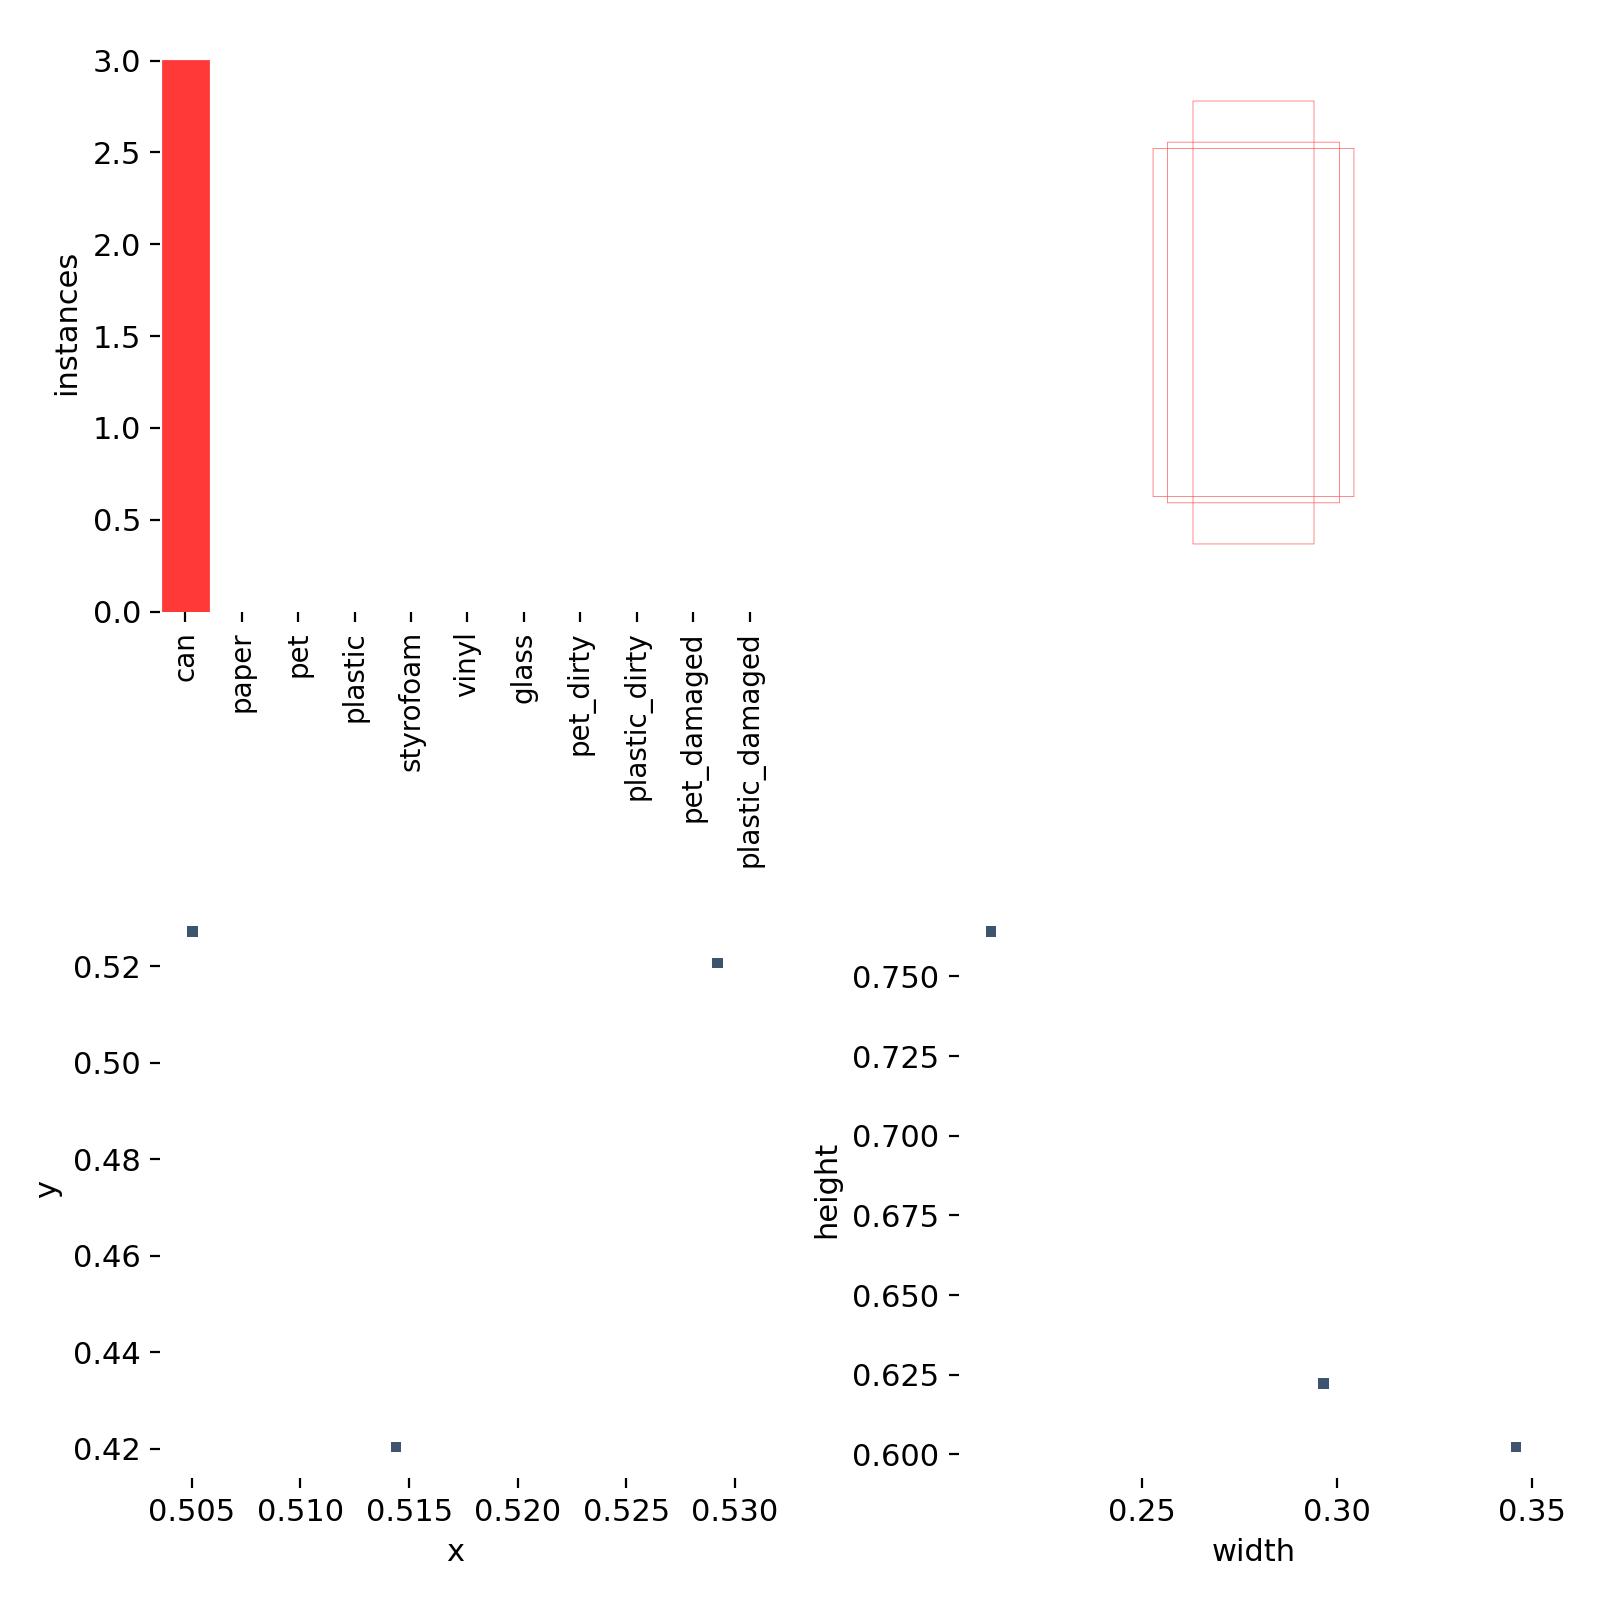 3.0
2.5
2.0
1.5
1.0
0.5
0.0
instances
can
paper
pet
plastic
styrofoam
vinyl
glass
pet_dirty
plastic_dirty
pet_damaged
plastic_damaged
0.52
0.50
0.48
0.46
0.44
0.42
y
0.505 0.510 0.515 0.520 0.525 0.530
x
0.750
0.725
0.700
0.675
0.650
0.625
0.600
height
0.25 0.30 0.35
width